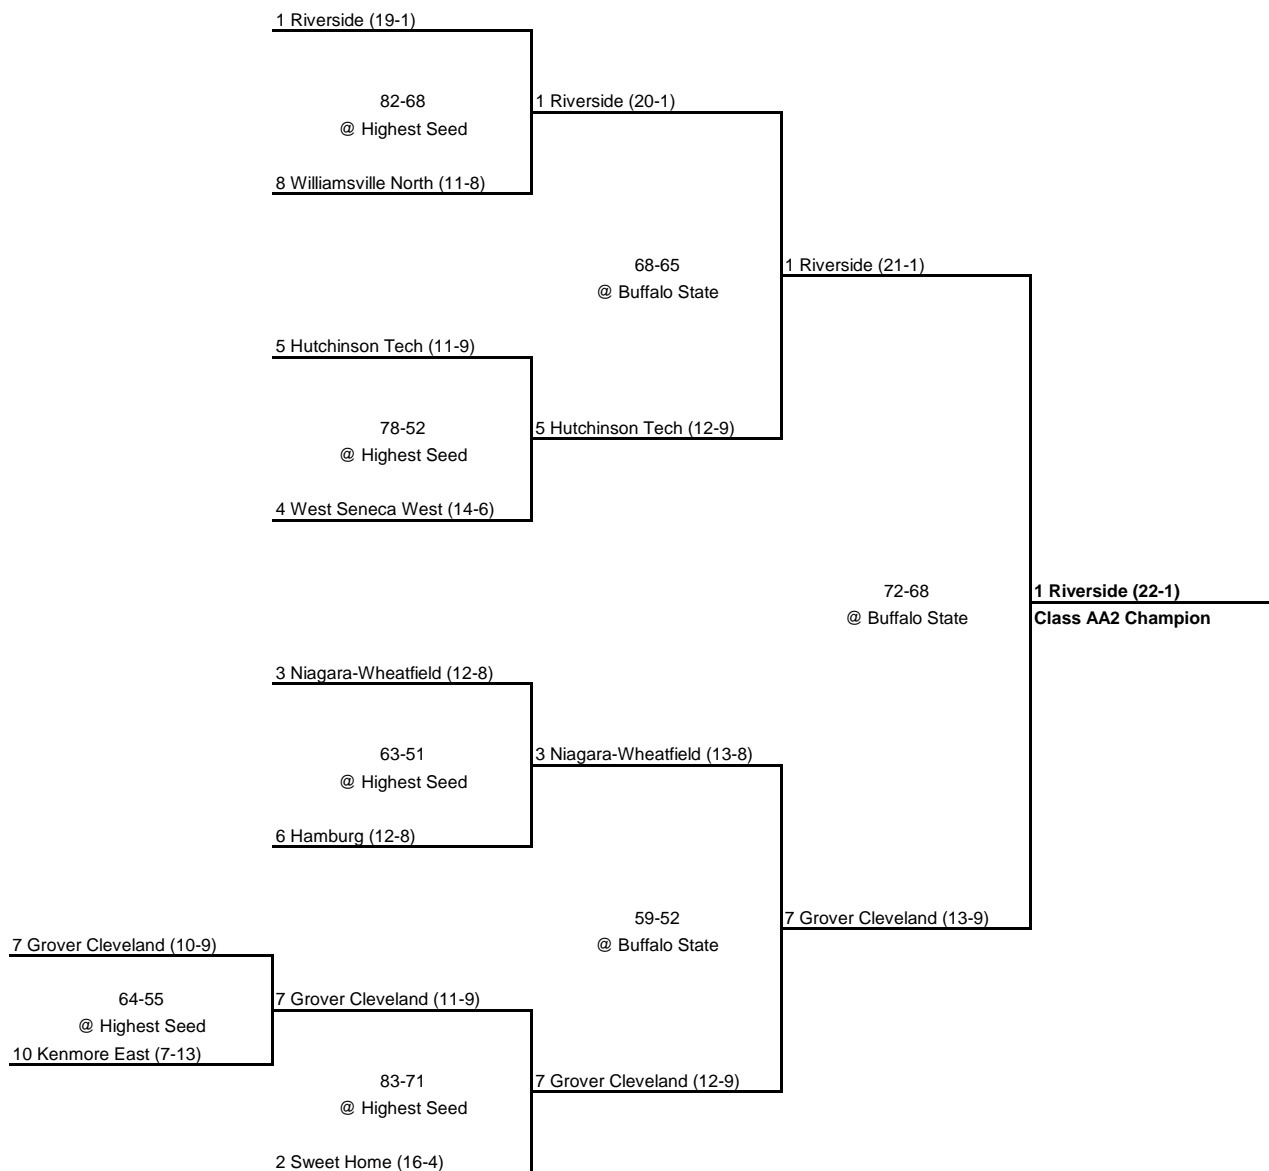 1 Riverside (19-1)
82-68
@ Highest Seed
1 Riverside (20-1)
8 Williamsville North (11-8)
68-65
@ Buffalo State
1 Riverside (21-1)
5 Hutchinson Tech (11-9)
78-52
@ Highest Seed
5 Hutchinson Tech (12-9)
4 West Seneca West (14-6)
72-68
@ Buffalo State
1 Riverside (22-1)
Class AA2 Champion
3 Niagara-Wheatfield (12-8)
63-51
@ Highest Seed
3 Niagara-Wheatfield (13-8)
6 Hamburg (12-8)
59-52
@ Buffalo State
7 Grover Cleveland (13-9)
7 Grover Cleveland (10-9)
64-55
@ Highest Seed
7 Grover Cleveland (11-9)
10 Kenmore East (7-13)
83-71
@ Highest Seed
7 Grover Cleveland (12-9)
2 Sweet Home (16-4)